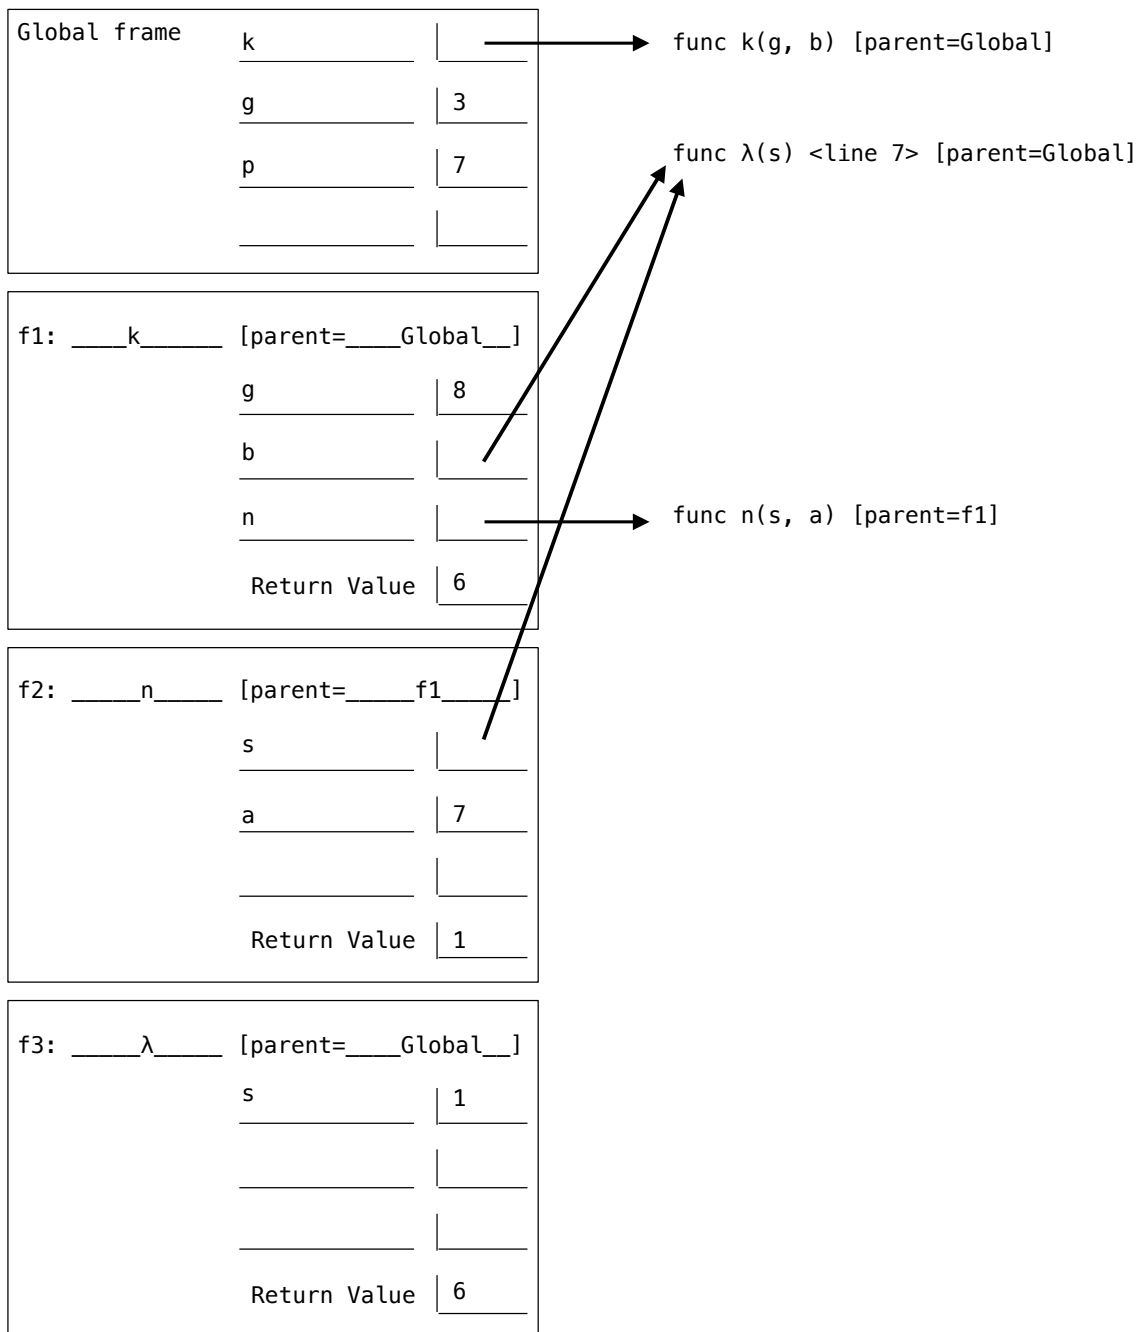 Global frame
k
func k(g, b) [parent=Global]
g 3
func λ(s) <line 7> [parent=Global]
p 7
f1: ____k______ [parent=____Global__]
g 8
b
n
func n(s, a) [parent=f1]
Return Value 6
f2: _____n_____ [parent=_____f1_____]
s
a 7
Return Value 1
f3: _____λ_____ [parent=____Global__]
s 1
Return Value 6